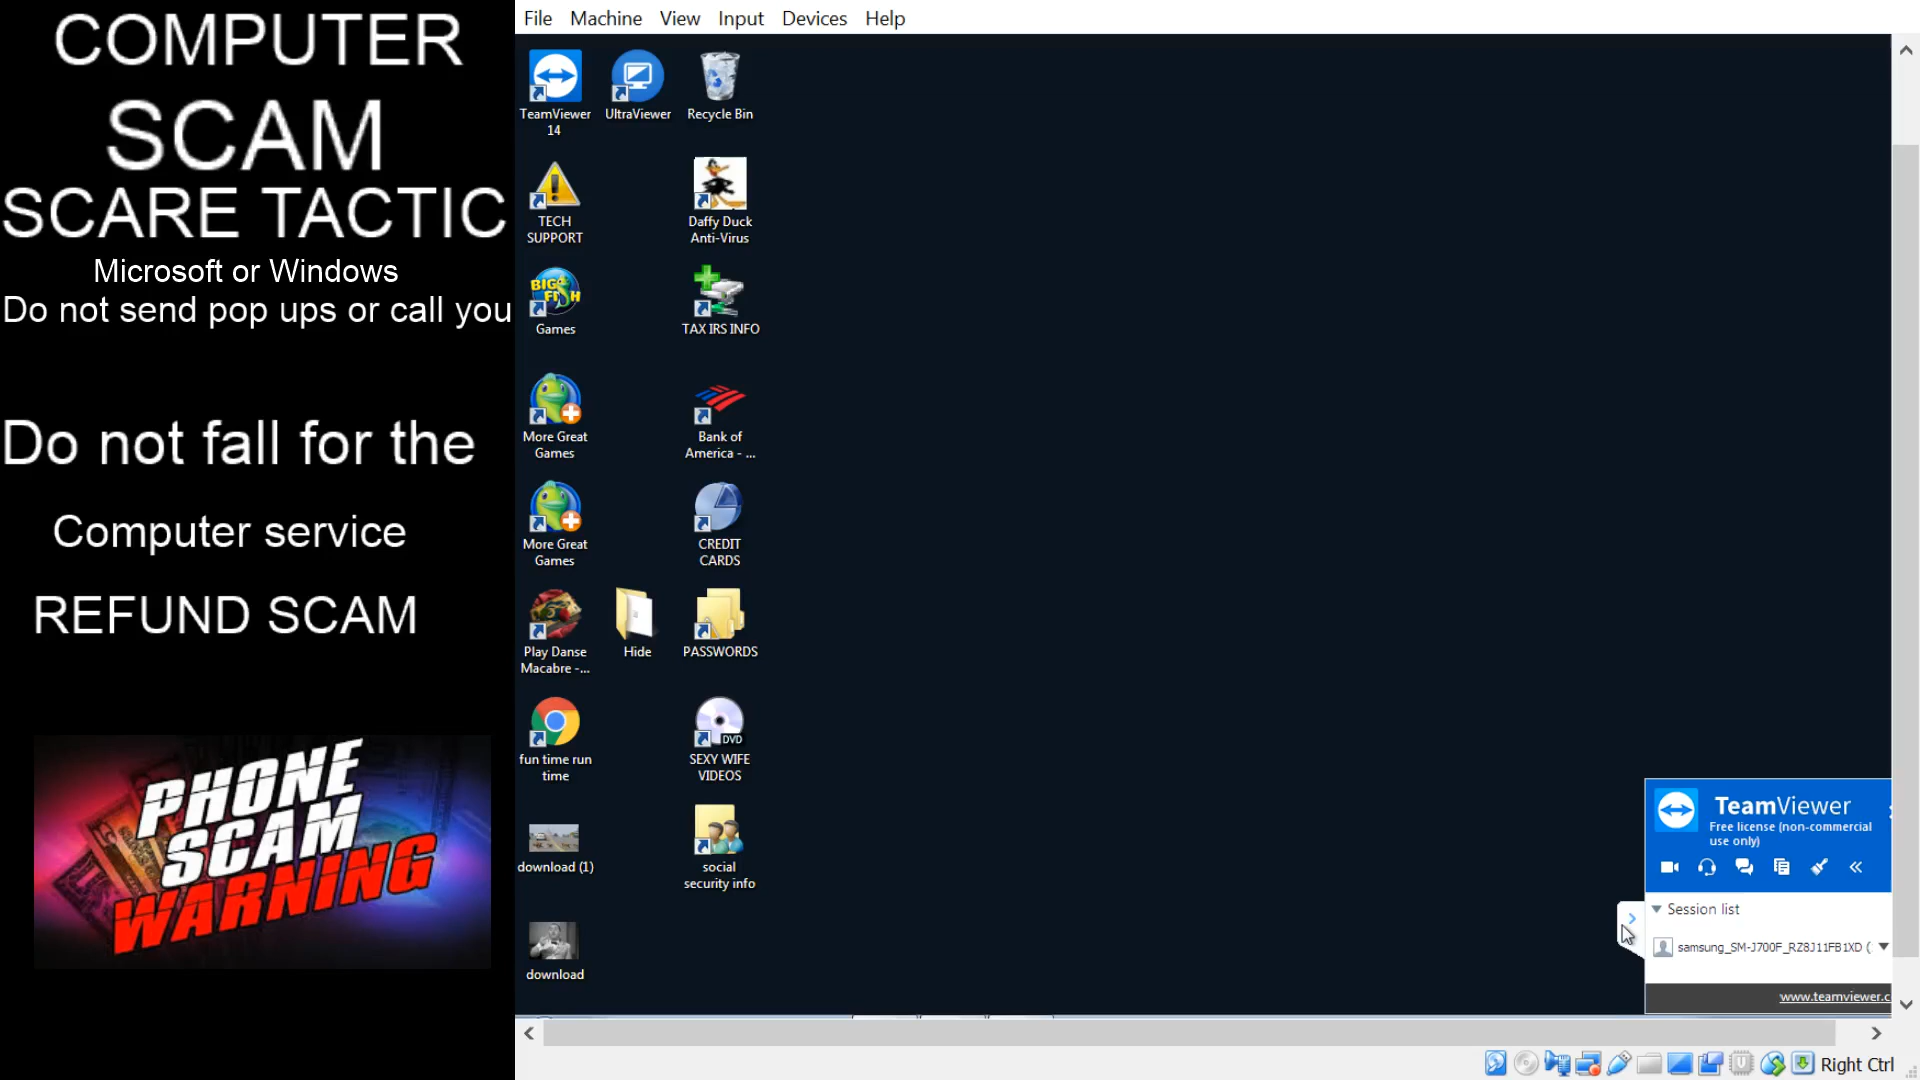 COMPUTER
SCAM
SCARE TACTIC
Microsoft or Windows
Do not send pop ups or call you
Do not fall for the
Computer service
REFUND SCAM
PHONE
SCAM
WARNING
File Machine View Input Devices Help
TeamViewer
14
UltraViewer
Recycle Bin
TECH
SUPPORT
Daffy Duck
Anti-Virus
BIG FISH
Games
TAX IRS INFO
More Great
Games
Bank of
America - ...
More Great
Games
CREDIT
CARDS
Play Danse
Macabre -...
Hide
PASSWORDS
fun time run
time
DVD
SEXY WIFE
VIDEOS
download (1)
social
security info
download
TeamViewer
Free license (non-commercial
use only)
Session list
samsung_SM-J700F_RZ8J11FB1XD (
www.teamviewer.c
Right Ctrl